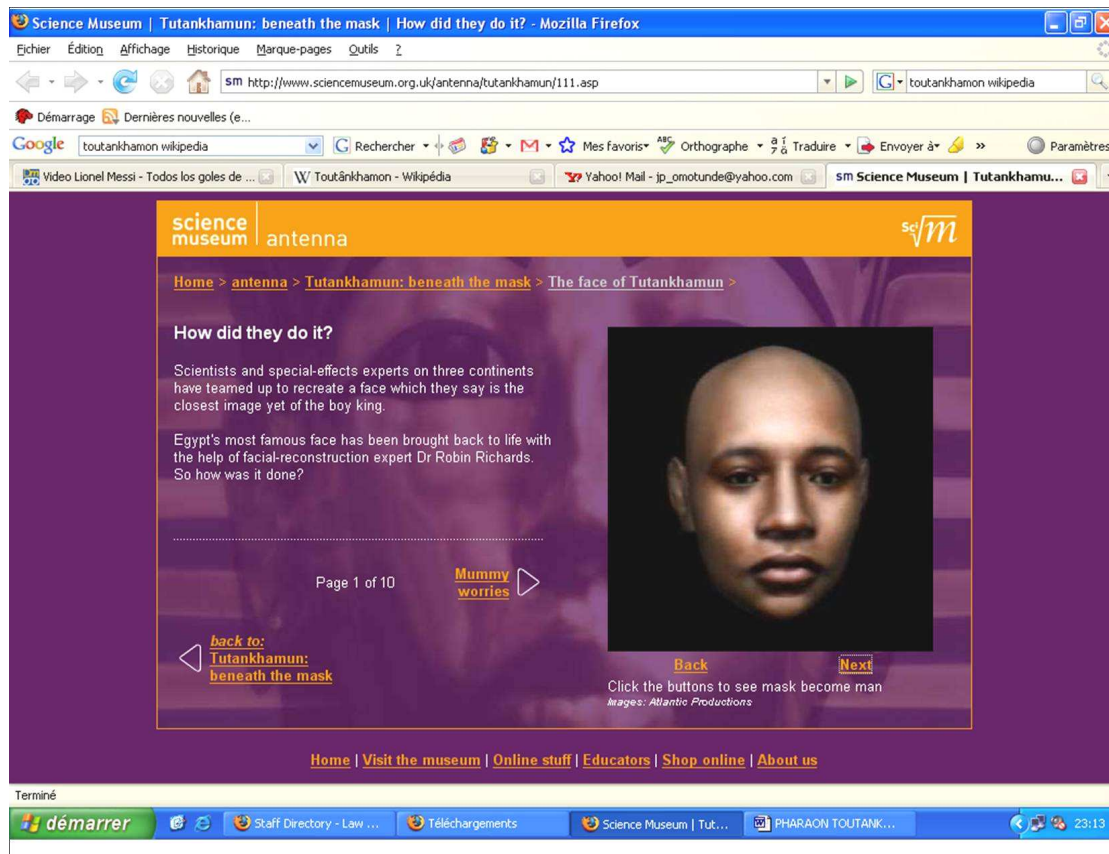 Science Museum | Tutankhamun: beneath the mask | How did they do it? - Mozilla Firefox
Fichier Édition Affichage Historique Marque-pages Outils ?
sm http://www.sciencemuseum.org.uk/antenna/tutankhamun/111.asp
G toutankhamon wikipedia
Démarrage Dernières nouvelles (e...
Google toutankhamon wikipedia G Rechercher Mes favoris ABC Orthographe Traduire Envoyer à » Paramètres
Video Lionel Messi - Todos los goles de ... W Toutânkhamon - Wikipédia Y? Yahoo! Mail - jp_omotunde@yahoo.com sm Science Museum | Tutankhamu...
science
museum antenna
Sci √m
Home > antenna > Tutankhamun: beneath the mask > The face of Tutankhamun >
How did they do it?
Scientists and special-effects experts on three continents
have teamed up to recreate a face which they say is the
closest image yet of the boy king.
Egypt's most famous face has been brought back to life with
the help of facial-reconstruction expert Dr Robin Richards.
So how was it done?
Page 1 of 10
Mummy
worries
back to:
Tutankhamun:
beneath the mask
Back Next
Click the buttons to see mask become man
Images: Atlantic Productions
Home | Visit the museum | Online stuff | Educators | Shop online | About us
Terminé
démarrer Staff Directory - Law ... Téléchargements Science Museum | Tut... PHARAON TOUTANK... 23:13